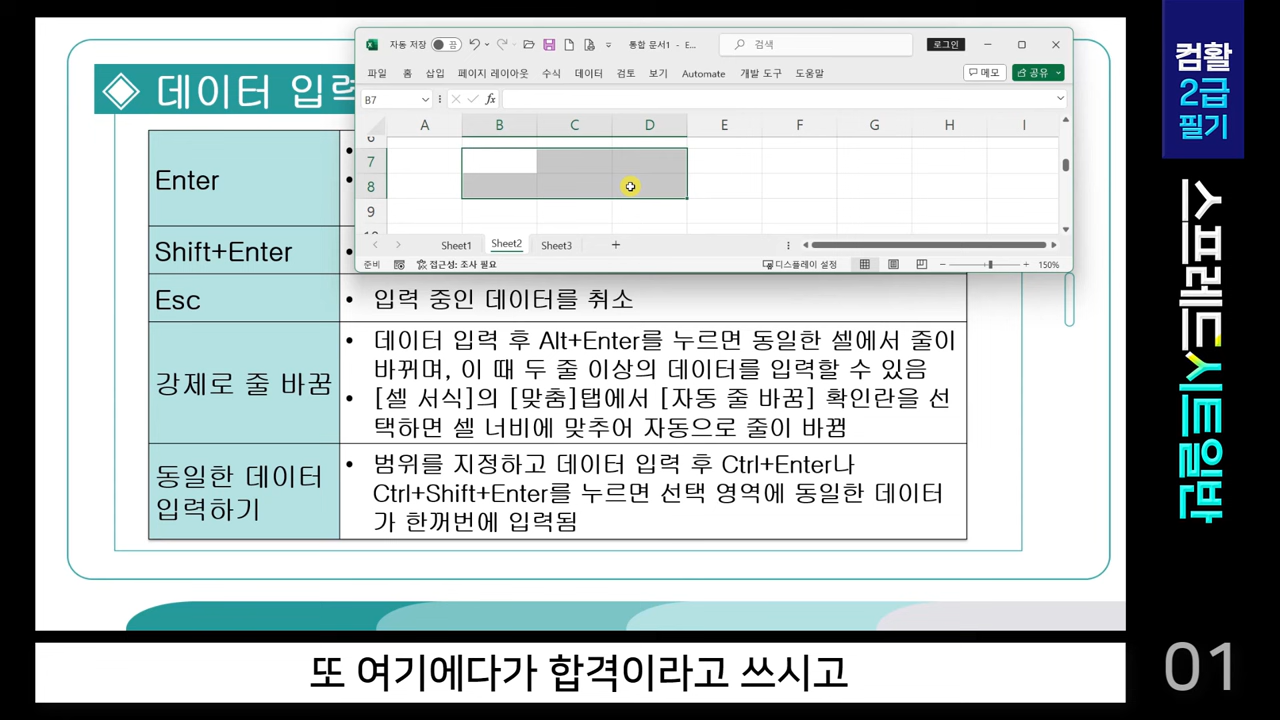 데이터 입력
Enter
Shift+Enter
Esc
• 입력 중인 데이터를 취소
강제로 줄 바꿈
• 데이터 입력 후 Alt+Enter를 누르면 동일한 셀에서 줄이
바뀌며, 이 때 두 줄 이상의 데이터를 입력할 수 있음
• [셀 서식]의 [맞춤]탭에서 [자동 줄 바꿈] 확인란을 선
택하면 셀 너비에 맞추어 자동으로 줄이 바뀜
동일한 데이터
입력하기
• 범위를 지정하고 데이터 입력 후 Ctrl+Enter나
Ctrl+Shift+Enter를 누르면 선택 영역에 동일한 데이터
가 한꺼번에 입력됨
자동 저장 끔 통합 문서1 - E... 검색 로그인
파일 홈 삽입 페이지 레이아웃 수식 데이터 검토 보기 Automate 개발 도구 도움말 메모 공유
B7 fx
A B C D E F G H I
7
8
9
Sheet1 Sheet2 Sheet3 +
준비 접근성: 조사 필요 디스플레이 설정 − + 150%
또 여기에다가 합격이라고 쓰시고
컴활
2급
필기
스프레드시트일반
01